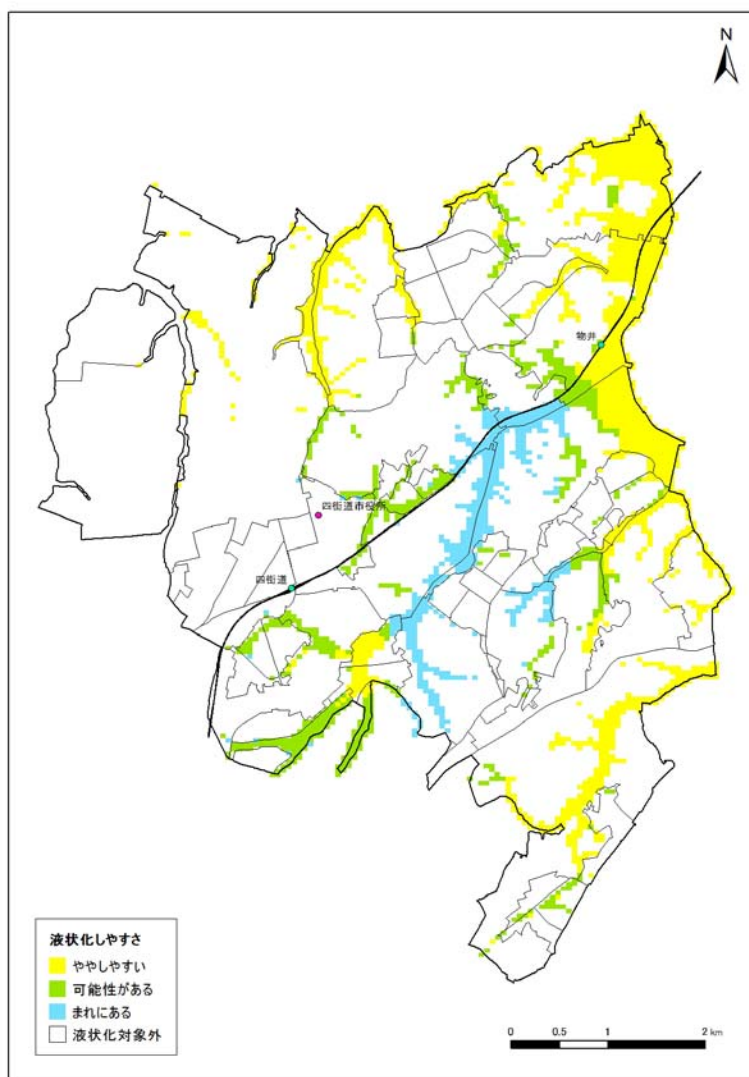 N
物井
四街道市役所
四街道
液状化しやすさ
ややしやすい
可能性がある
まれにある
液状化対象外
0 0.5 1 2 km